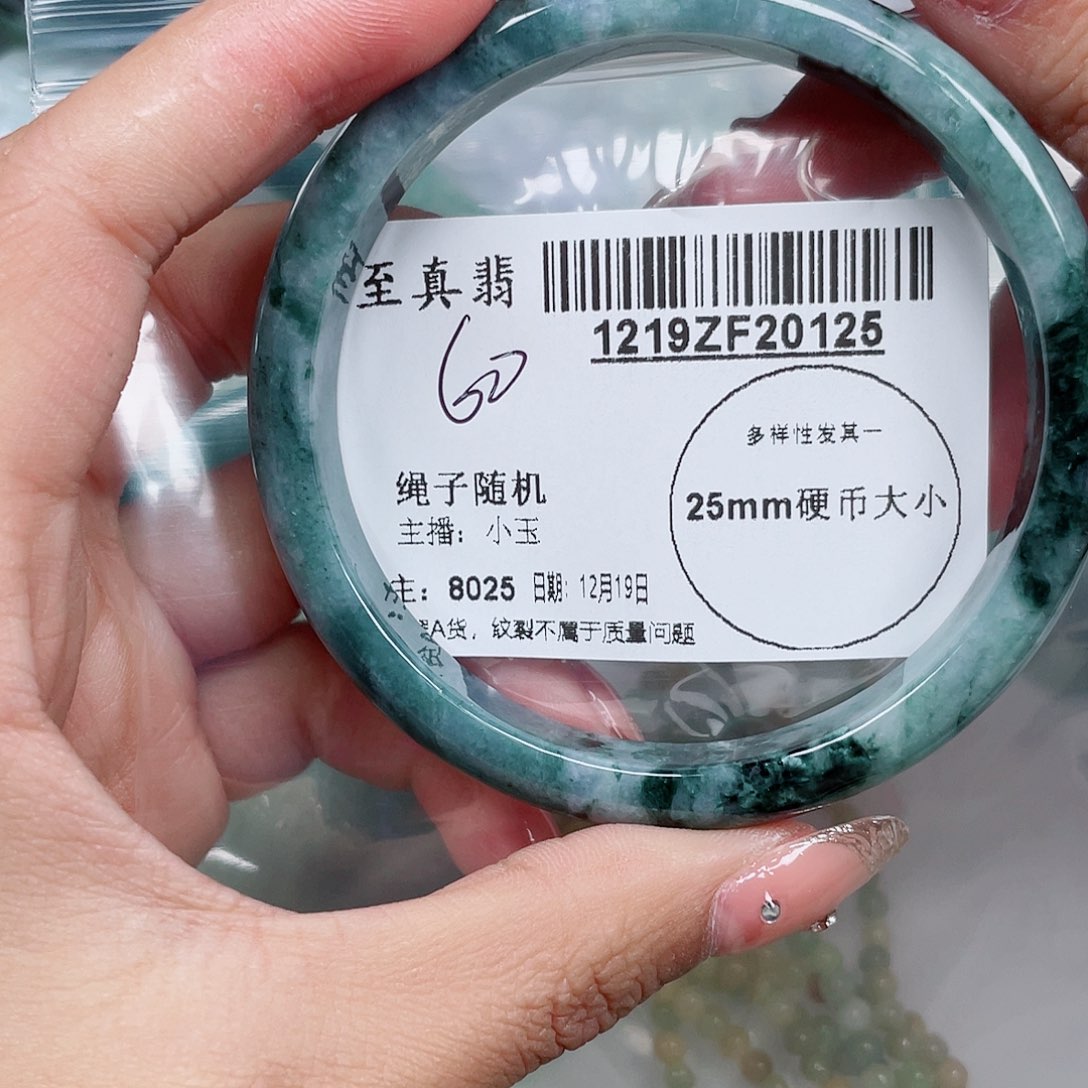 至真翡
1219ZF20125
60
多样性发其一
25mm硬币大小
绳子随机
主播：小玉
主：8025 日期：12月19日
A货，纹裂不属于质量问题